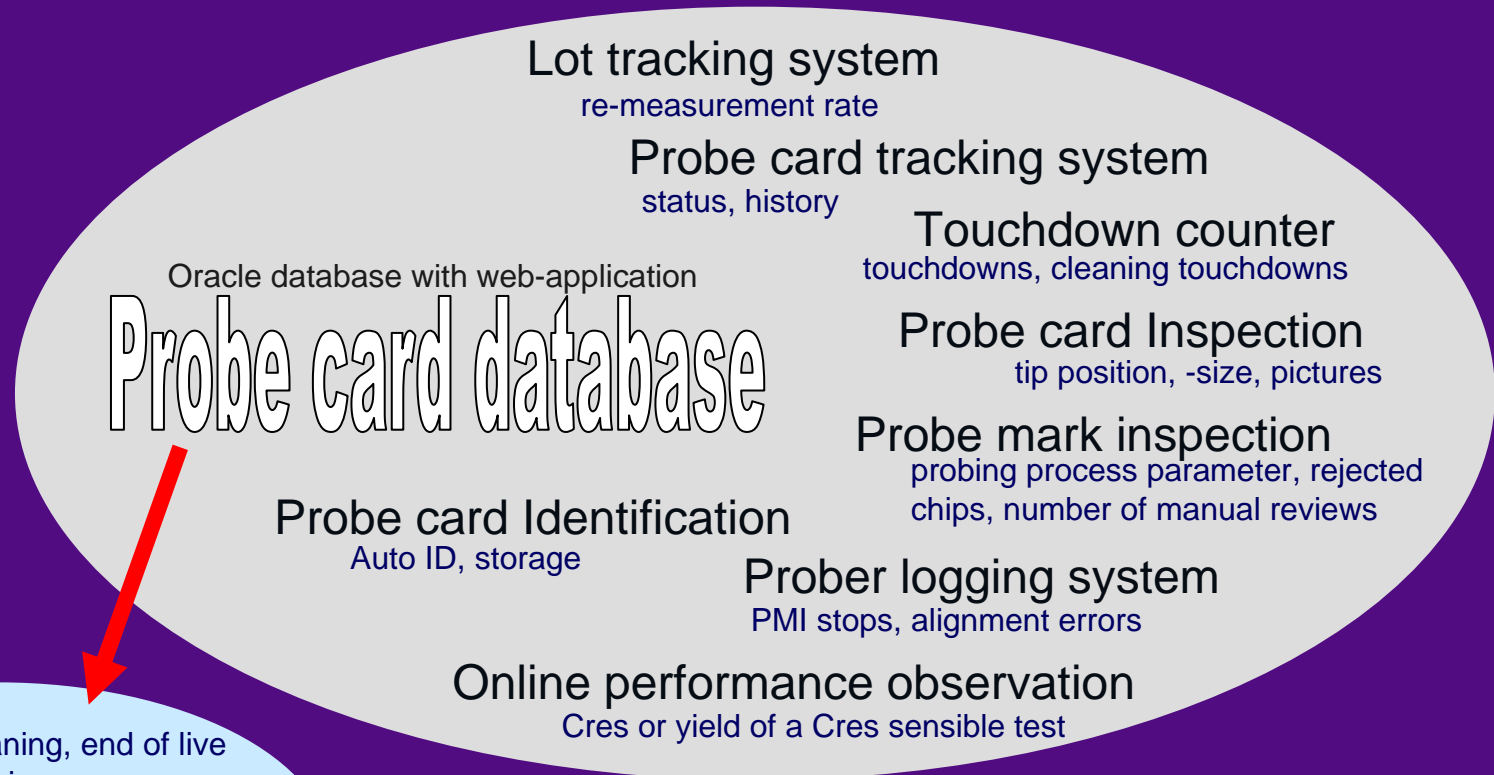 Lot tracking system
re-measurement rate
Probe card tracking system
status, history
Touchdown counter
touchdowns, cleaning touchdowns
Oracle database with web-application
Probe card database
Probe card Inspection
tip position, -size, pictures
Probe mark inspection
probing process parameter, rejected
chips, number of manual reviews
Probe card Identification
Auto ID, storage
Prober logging system
PMI stops, alignment errors
Online performance observation
Cres or yield of a Cres sensible test
end of live